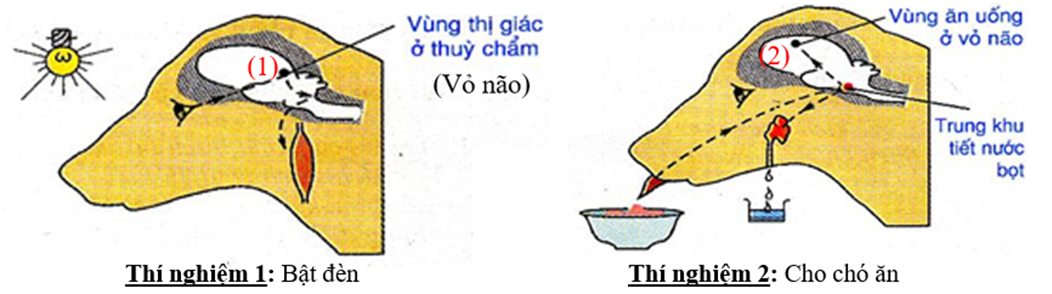 Vùng thị giác
ở thuỳ chẩm
(Vỏ não)
(1)
Thí nghiệm 1: Bật đèn
Vùng ăn uống
ở vỏ não
(2)
Trung khu
tiết nước
bọt
Thí nghiệm 2: Cho chó ăn